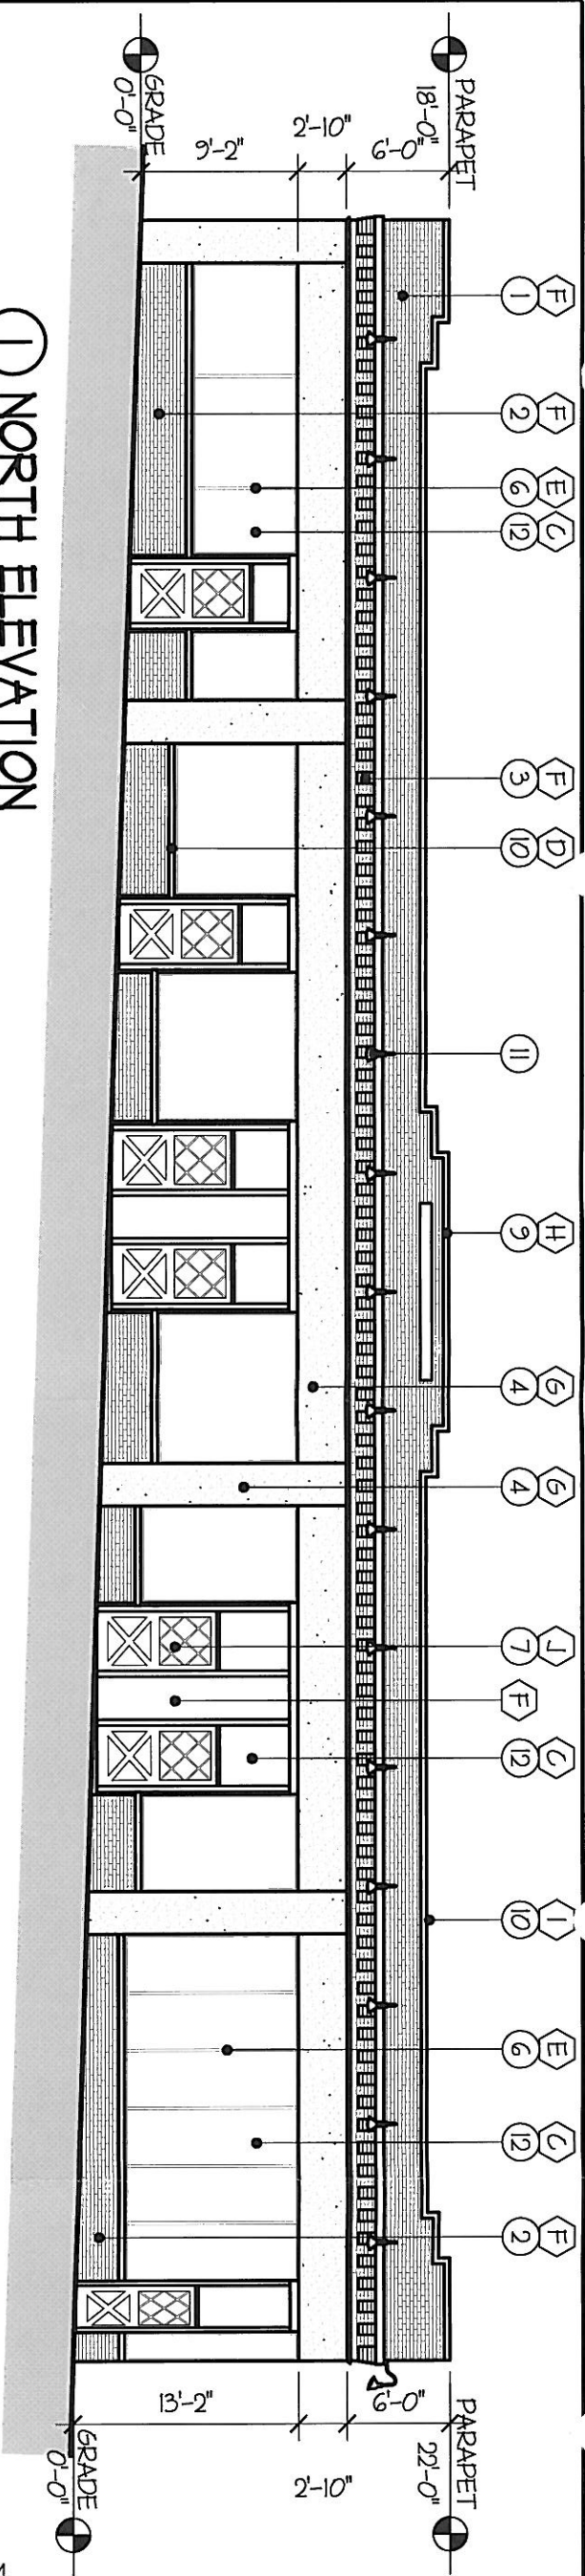 PARAPET
18'-0"
6'-0"
2'-10"
9'-2"
GRADE
0'-0"
F
1
F
2
E C
6 12
F
3
D
10
11
H
9
G
4
G
4
J
7
F
C
12
I
10
E
6
C
12
F
2
PARAPET
22'-0"
6'-0"
2'-10"
13'-2"
GRADE
0'-0"
1 NORTH ELEVATION